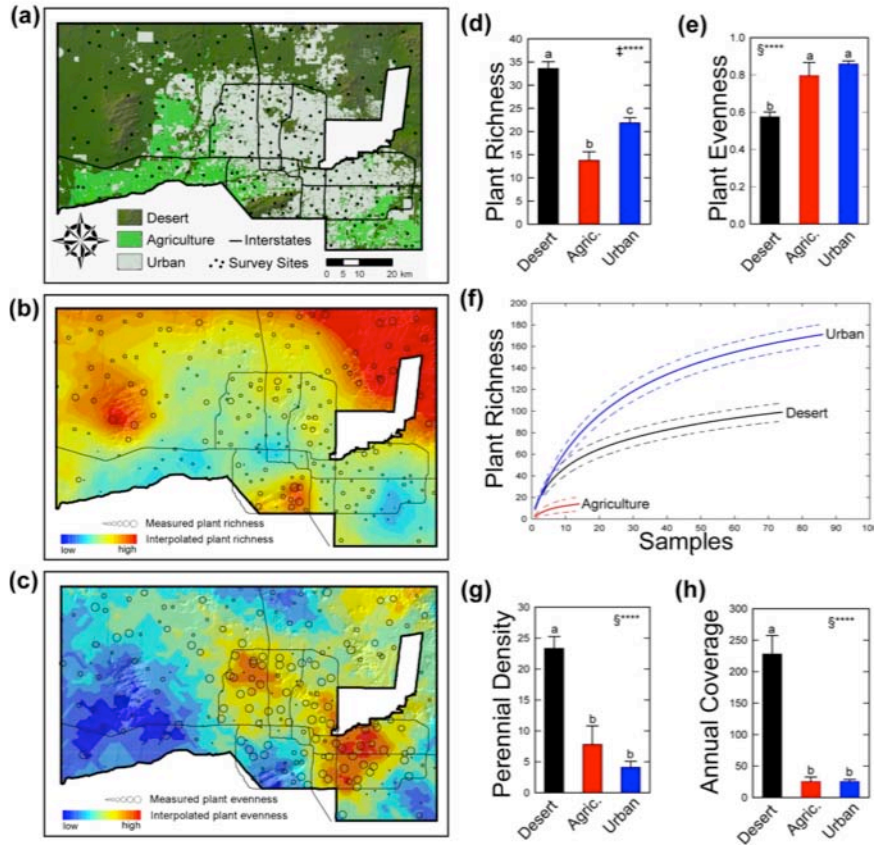 (a)
Desert
Agriculture
Interstates
Urban
Survey Sites
0 5 10 20 km
(b)
Measured plant richness
Interpolated plant richness
low high
(c)
Measured plant evenness
Interpolated plant evenness
low high
(d)
Plant Richness
40
35
30
25
20
15
10
5
0
a
b
c
‡****
Desert
Agric.
Urban
(e)
Plant Evenness
1.0
0.8
0.6
0.4
0.2
0.0
§****
b
a
a
Desert
Agric.
Urban
(f)
Plant Richness
200
180
160
140
120
100
80
60
40
20
0
Urban
Desert
Agriculture
0 10 20 30 40 50 60 70 80 90 100
Samples
(g)
Perennial Density
30
25
20
15
10
5
0
a
b
b
§****
Desert
Agric.
Urban
(h)
Annual Coverage
300
250
200
150
100
50
0
a
b
b
§****
Desert
Agric.
Urban